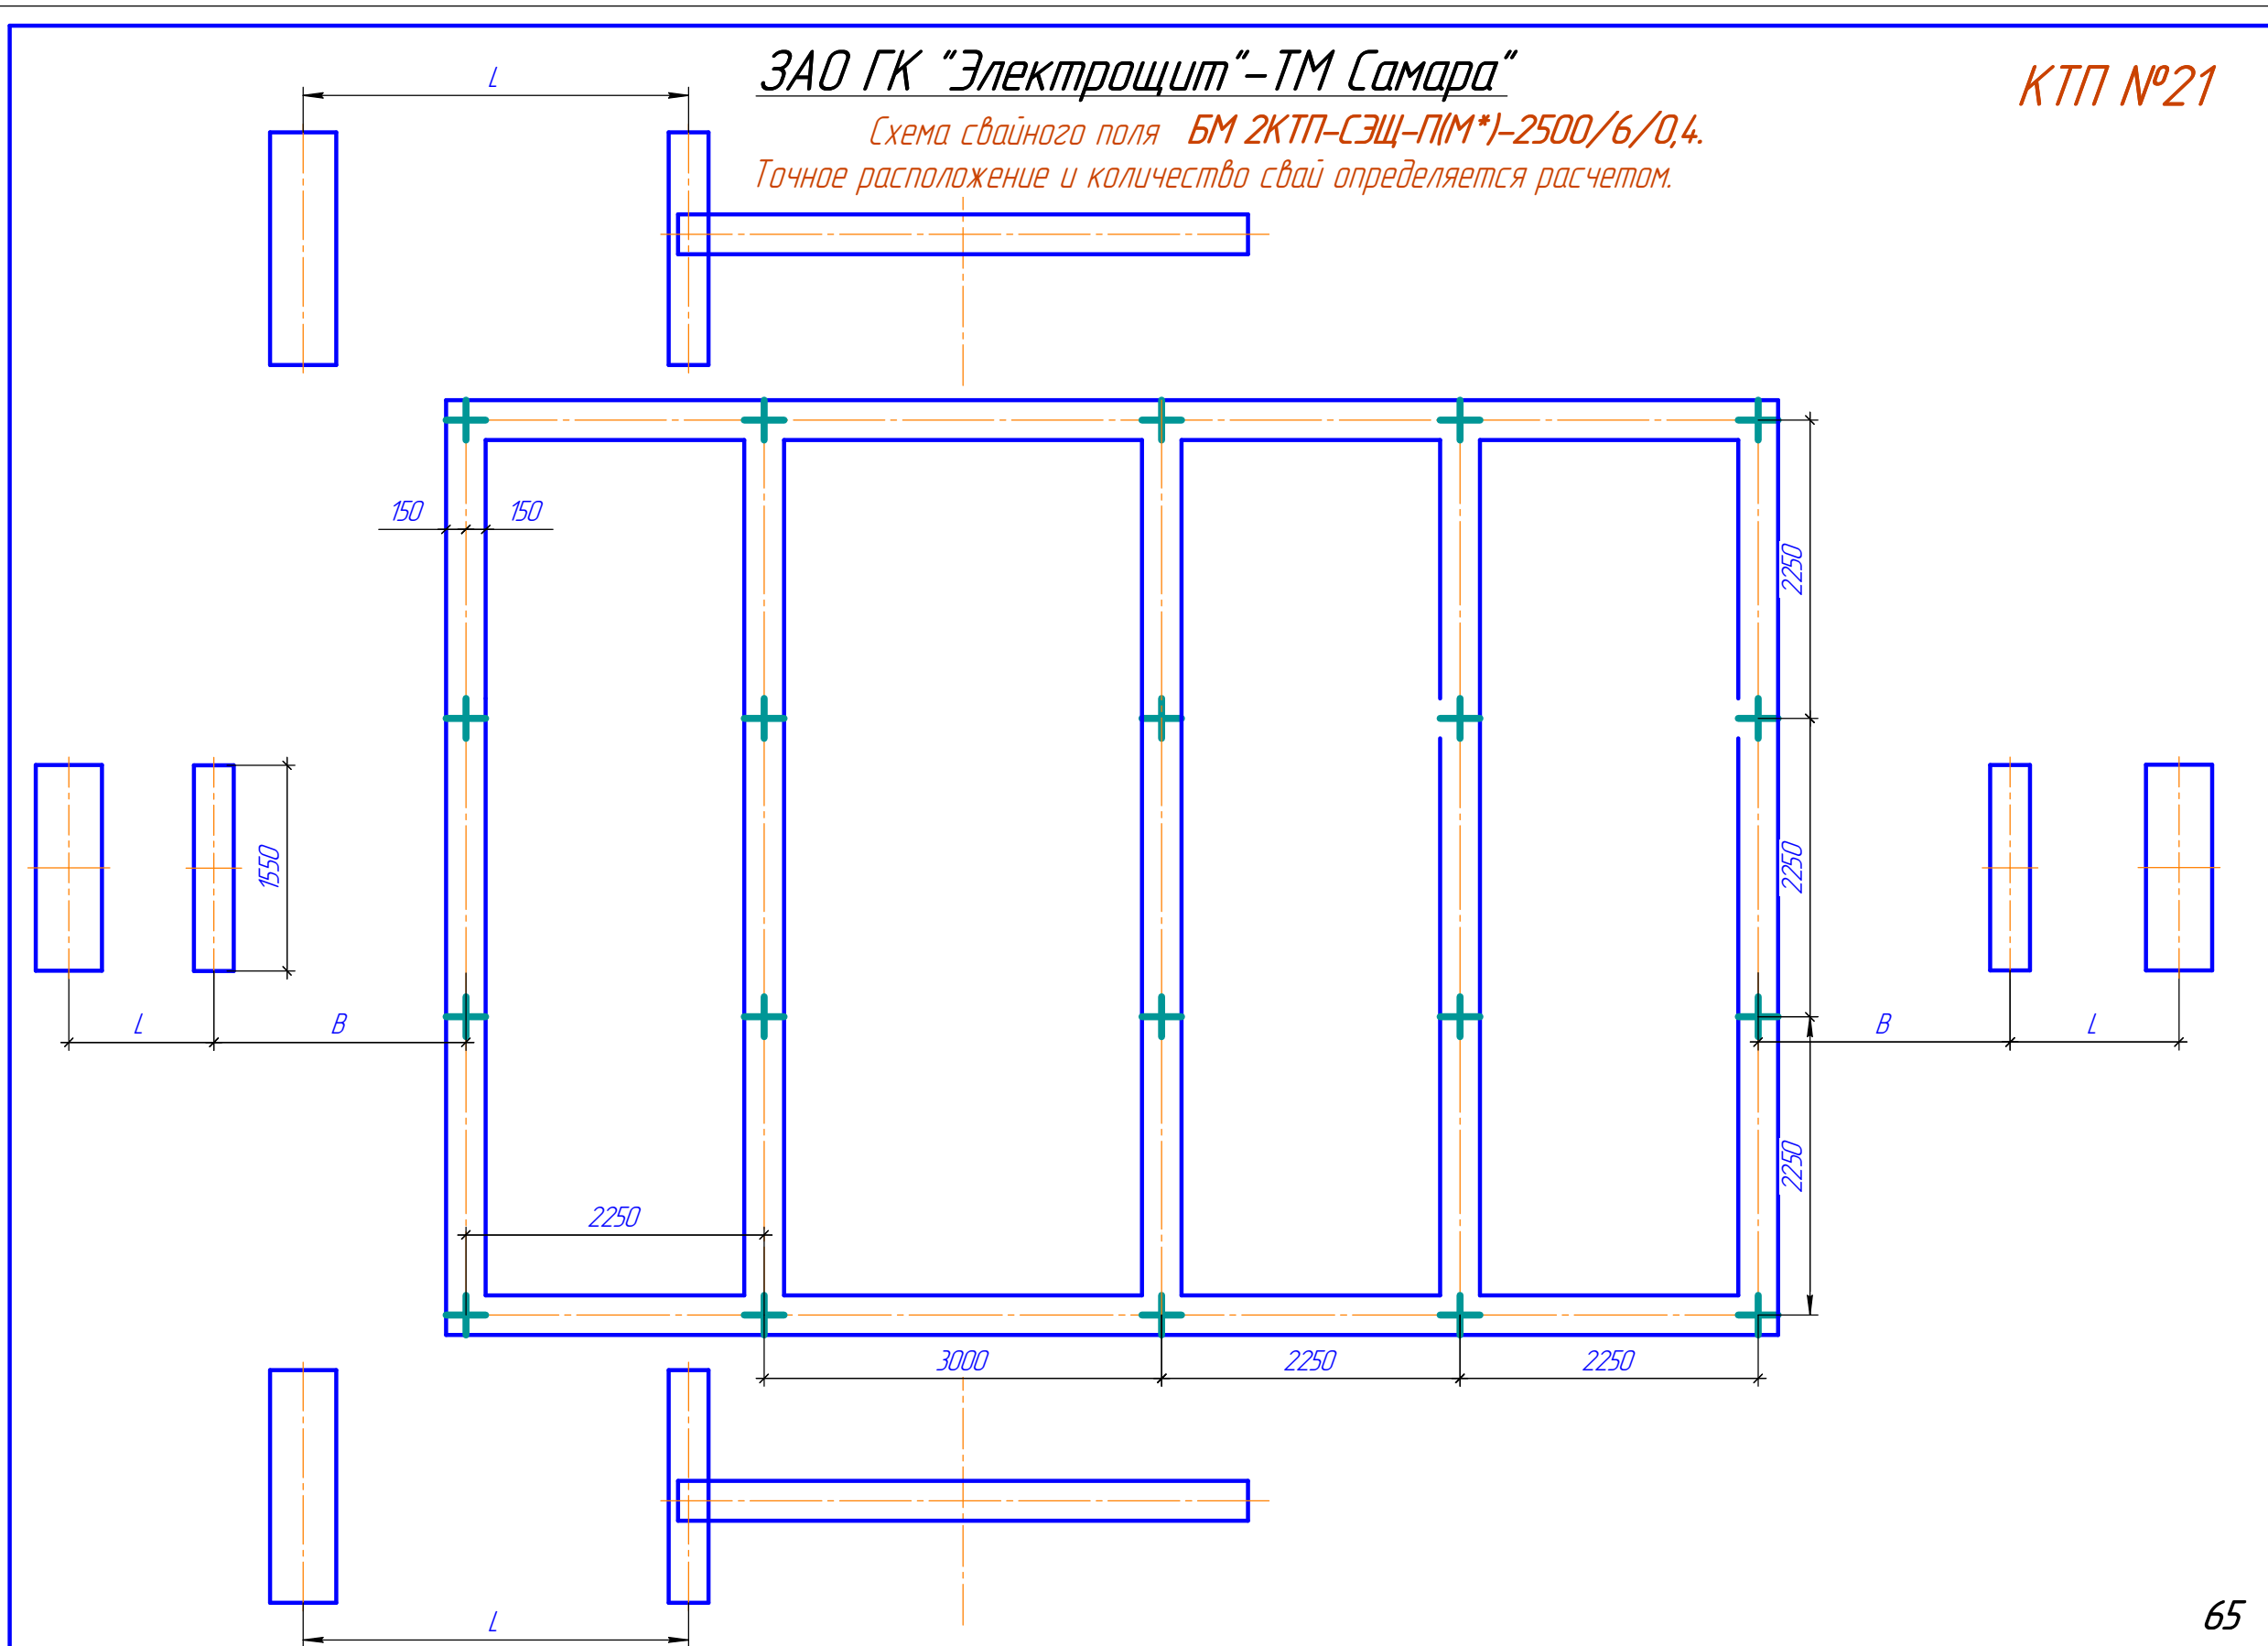 ЗАО ГК "Электрощит"-ТМ Самара"
КТП №21
Схема свайного поля БМ 2КТП-СЭЩ-П(М*)-2500/6/0,4.
Точное расположение и количество свай определяется расчетом.
L
150
150
2250
1550
2250
L
B
B
L
2250
2250
3000
2250
2250
L
65